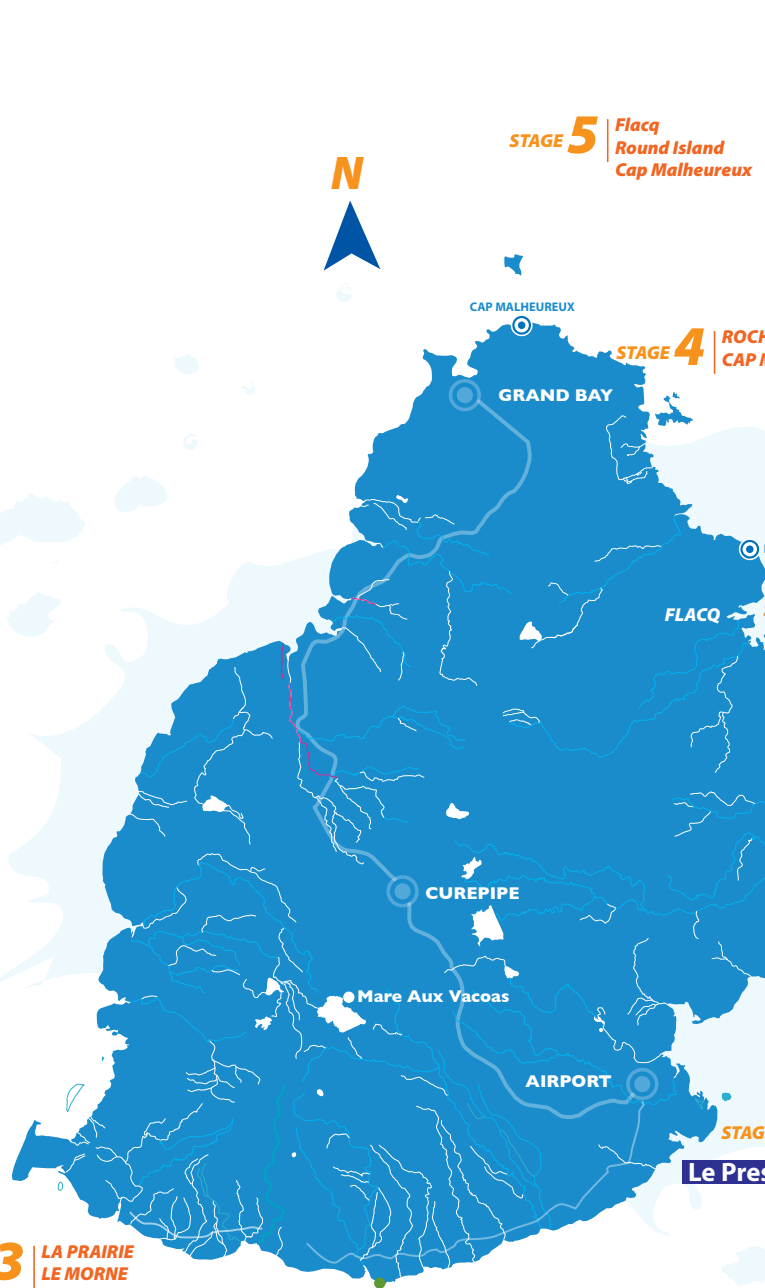 STAGE 5
Flacq
Round Island
Cap Malheureux
N
CAP MALHEUREUX
STAGE 4
GRAND BAY
FLACQ
CUREPIPE
Mare Aux Vacoas
AIRPORT
3
LA PRAIRIE
LE MORNE